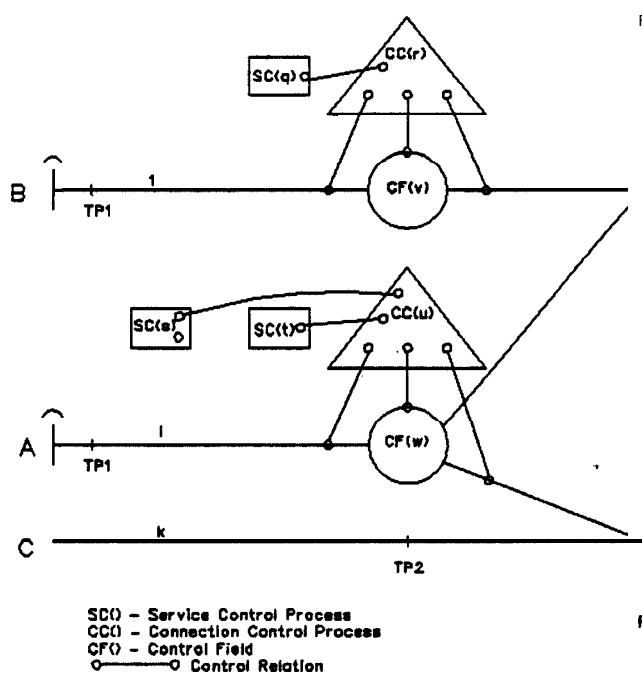 CC(r)
SC(q)
B
1
TP1
CF(v)
SC(s)
SC(t)
CC(u)
A
TP1
CF(w)
C
k
TP2
SC() - Service Control Process
CC() - Connection Control Process
CF() - Control Field
Control Relation